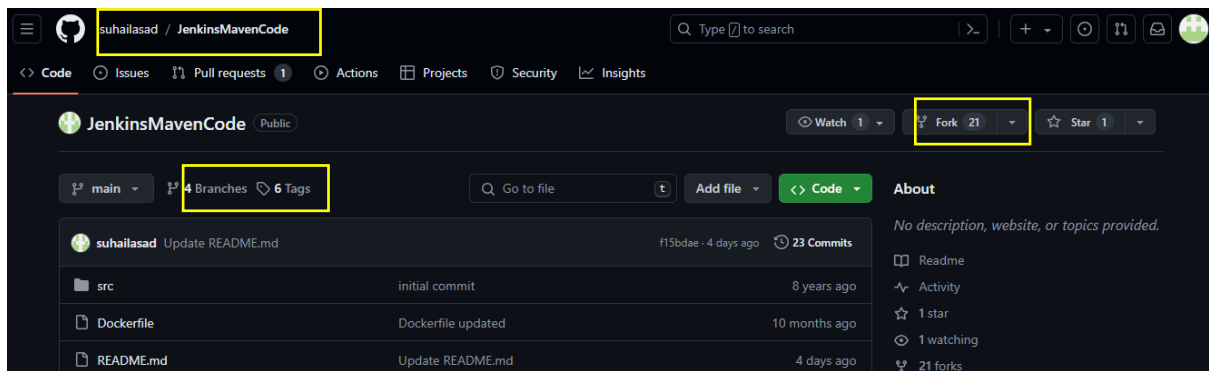 suhailasad / JenkinsMavenCode
Type / to search
Code Issues Pull requests 1 Actions Projects Security Insights
JenkinsMavenCode Public
Watch 1 Fork 21 Star 1
main 4 Branches 6 Tags Go to file t Add file Code About
No description, website, or topics provided.
suhailasad Update README.md f15bdae · 4 days ago 23 Commits
Readme
src initial commit 8 years ago
Activity
1 star
Dockerfile Dockerfile updated 10 months ago
1 watching
README.md Update README.md 4 days ago
21 forks